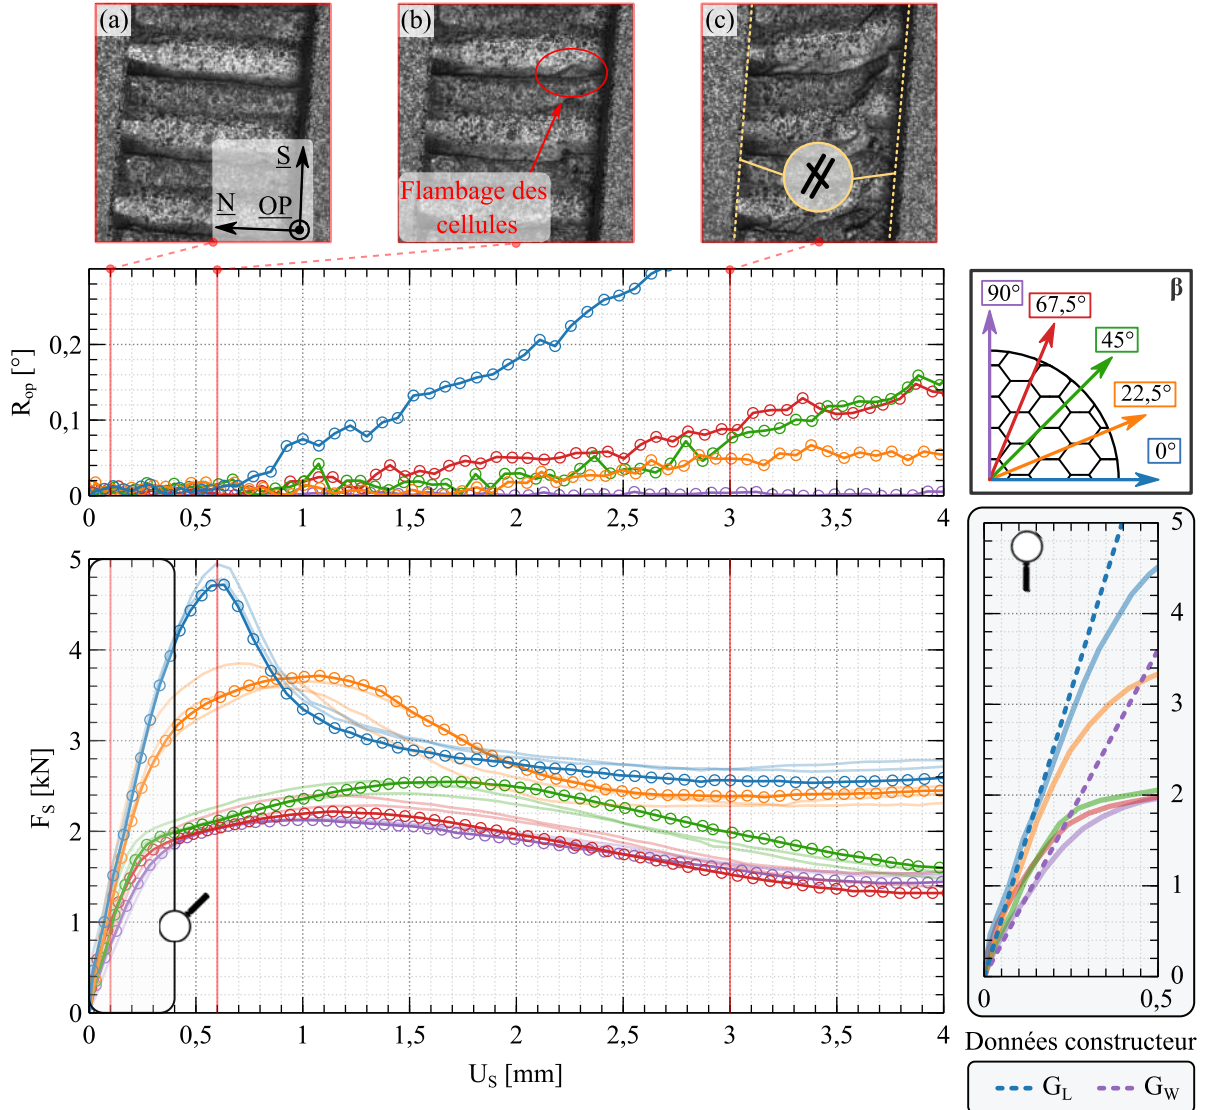 (a)
S
N
OP
(b)
Flambage des
cellules
(c)
R_op [°]
0,2
0,1
0
0
0,5
1
1,5
2
2,5
3
3,5
4
β
90°
67,5°
45°
22,5°
0°
F_S [kN]
5
4
3
2
1
0
0
0,5
1
1,5
2
2,5
3
3,5
4
U_S [mm]
5
4
3
2
1
0
0
0,5
Données constructeur
G_L
G_W